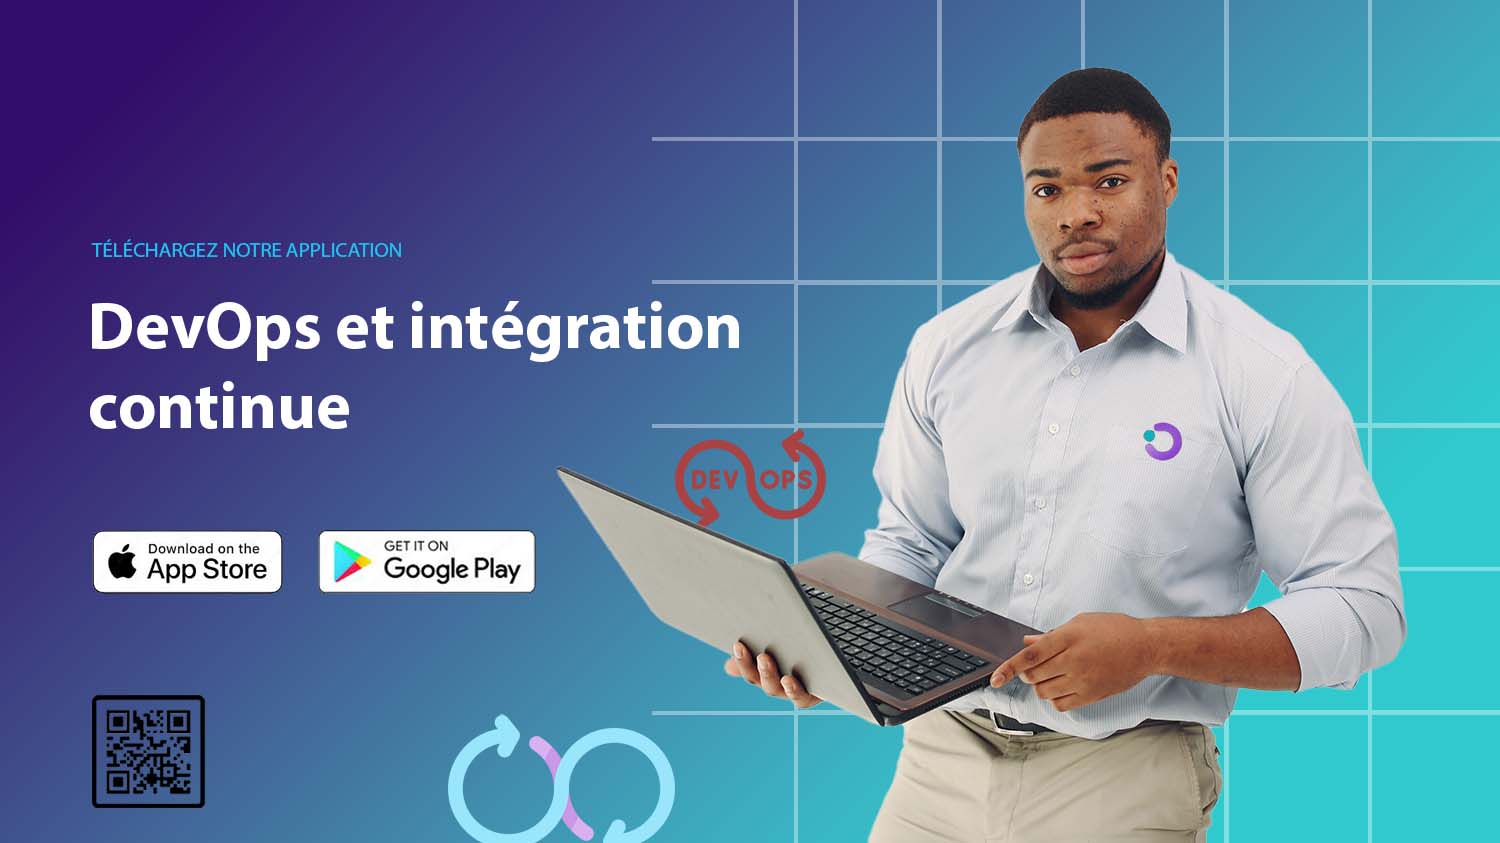 TÉLÉCHARGEZ NOTRE APPLICATION
DevOps et intégration
continue
DEV OPS
Download on the
App Store
GET IT ON
Google Play